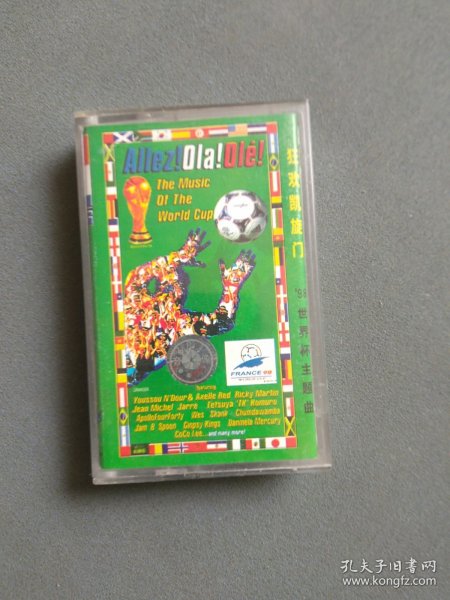 Allez!Ola!Olé!
The Music
Of The
World Cup
狂欢凯旋门
'98世界杯主题曲
FRANCE 98
featuring
Youssou N'Dour & Axelle Red Ricky Martin
Jean Michel Jarre Tetsuya "TK" Komuro
Apollofourforty Wes Skank Chumbawamba
Jam & Spoon Gipsy Kings Daniela Mercury
CoCo Lee...and many more!
孔夫子旧书网
www.kongfz.com